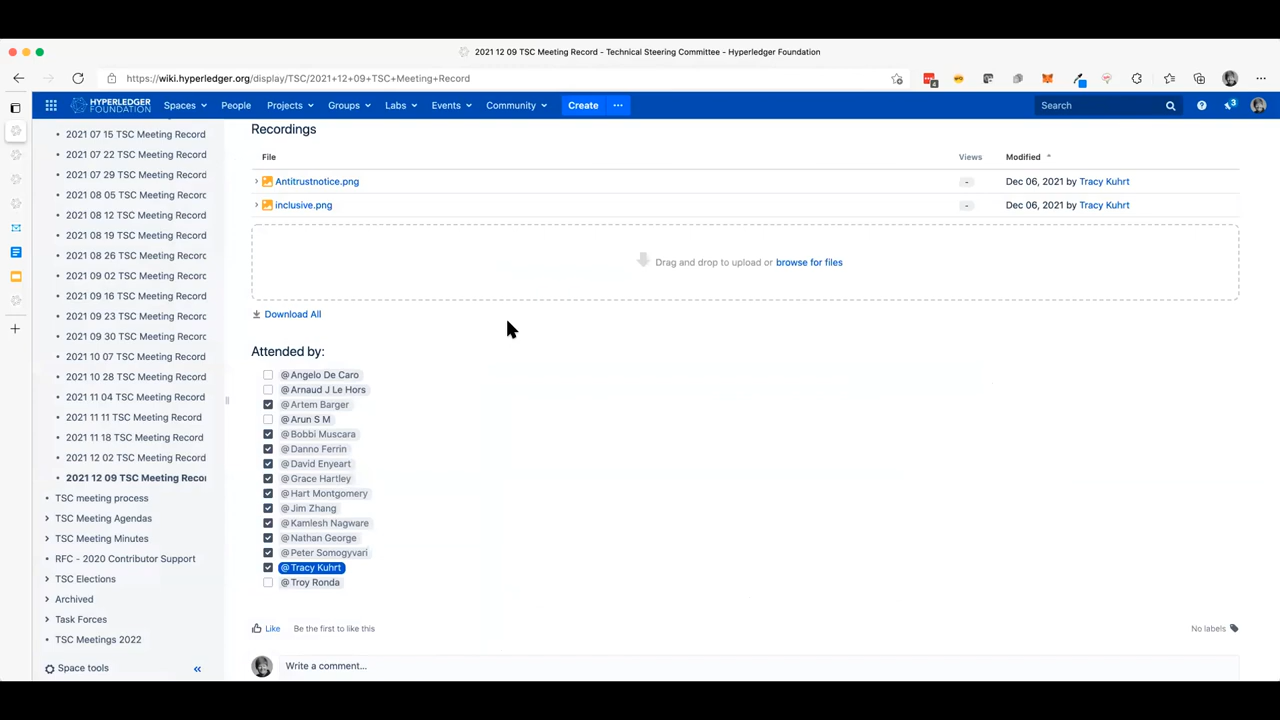 2021 12 09 TSC Meeting Record - Technical Steering Committee - Hyperledger Foundation
https://wiki.hyperledger.org/display/TSC/2021+12+09+TSC+Meeting+Record
HYPERLEDGER FOUNDATION Spaces People Projects Groups Labs Events Community Create ··· Search 3
2021 07 15 TSC Meeting Record
2021 07 22 TSC Meeting Record
2021 07 29 TSC Meeting Record
2021 08 05 TSC Meeting Record
2021 08 12 TSC Meeting Record
2021 08 19 TSC Meeting Record
2021 08 26 TSC Meeting Record
2021 09 02 TSC Meeting Record
2021 09 16 TSC Meeting Record
2021 09 23 TSC Meeting Record
2021 09 30 TSC Meeting Record
2021 10 07 TSC Meeting Record
2021 10 28 TSC Meeting Record
2021 11 04 TSC Meeting Record
2021 11 11 TSC Meeting Record
2021 11 18 TSC Meeting Record
2021 12 02 TSC Meeting Record
2021 12 09 TSC Meeting Recor
TSC meeting process
TSC Meeting Agendas
TSC Meeting Minutes
RFC - 2020 Contributor Support
TSC Elections
Archived
Task Forces
TSC Meetings 2022
Space tools
Recordings
File Views Modified
Antitrustnotice.png - Dec 06, 2021 by Tracy Kuhrt
inclusive.png - Dec 06, 2021 by Tracy Kuhrt
Drag and drop to upload or browse for files
Download All
Attended by:
@Angelo De Caro
@Arnaud J Le Hors
@Artem Barger
@Arun S M
@Bobbi Muscara
@Danno Ferrin
@David Enyeart
@Grace Hartley
@Hart Montgomery
@Jim Zhang
@Kamlesh Nagware
@Nathan George
@Peter Somogyvari
@Tracy Kuhrt
@Troy Ronda
Like Be the first to like this No labels
Write a comment...